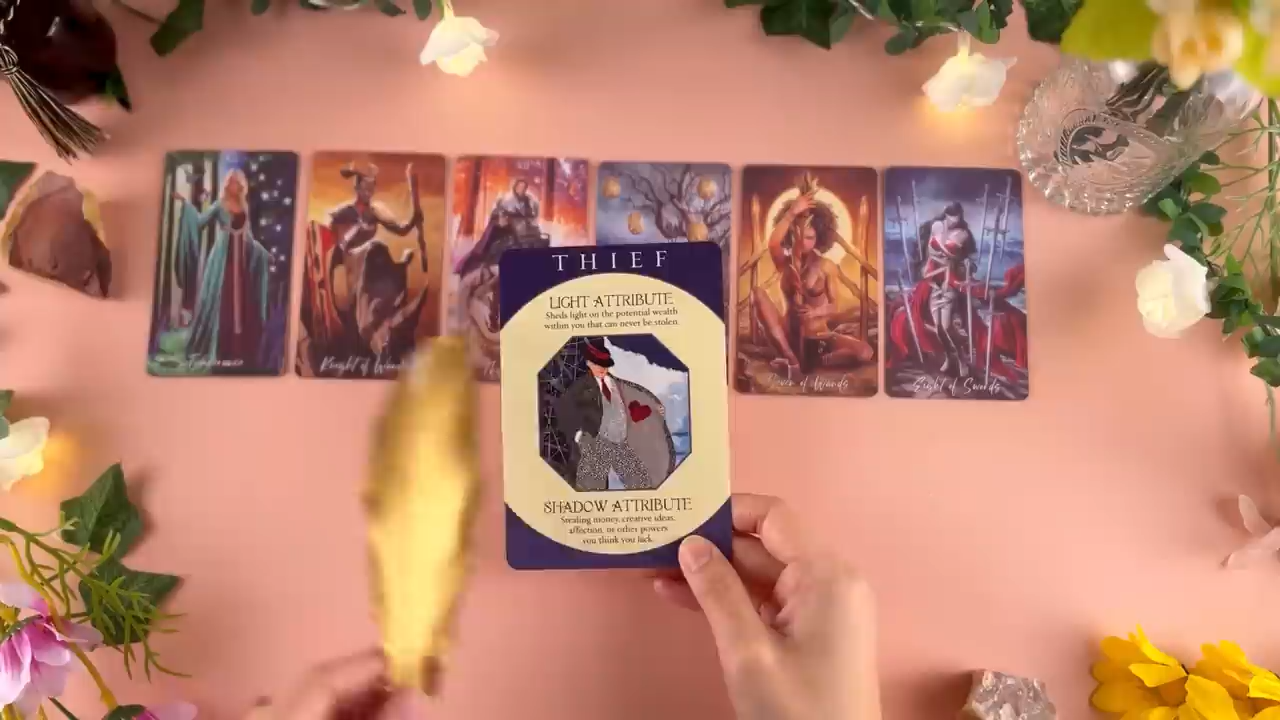 THIEF
LIGHT ATTRIBUTE
Sheds light on the potential wealth
within you that can never be stolen.
SHADOW ATTRIBUTE
Stealing money, creative ideas,
affection, or other powers
you think you lack.
Temperance
Knight of Wands
Th
of Wands
Eight of Swords